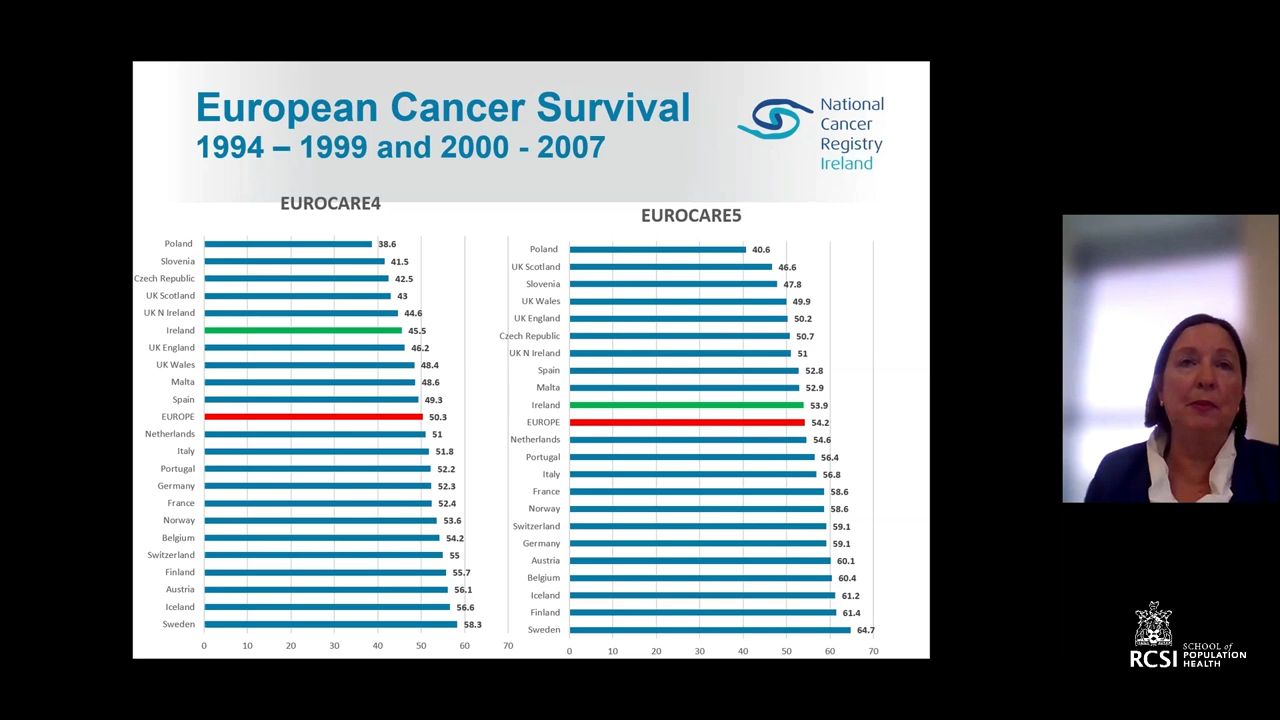 European Cancer Survival
1994 – 1999 and 2000 - 2007
National
Cancer
Registry
Ireland
EUROCARE4
Poland 38.6
Slovenia 41.5
Czech Republic 42.5
UK Scotland 43
UK N Ireland 44.6
Ireland 45.5
UK England 46.2
UK Wales 48.4
Malta 48.6
Spain 49.3
EUROPE 50.3
Netherlands 51
Italy 51.8
Portugal 52.2
Germany 52.3
France 52.4
Norway 53.6
Belgium 54.2
Switzerland 55
Finland 55.7
Austria 56.1
Iceland 56.6
Sweden 58.3
0 10 20 30 40 50 60 70
EUROCARE5
Poland 40.6
UK Scotland 46.6
Slovenia 47.8
UK Wales 49.9
UK England 50.2
Czech Republic 50.7
UK N Ireland 51
Spain 52.8
Malta 52.9
Ireland 53.9
EUROPE 54.2
Netherlands 54.6
Portugal 56.4
Italy 56.8
France 58.6
Norway 58.6
Switzerland 59.1
Germany 59.1
Austria 60.1
Belgium 60.4
Iceland 61.2
Finland 61.4
Sweden 64.7
0 10 20 30 40 50 60 70
RCSI
SCHOOL of
POPULATION
HEALTH